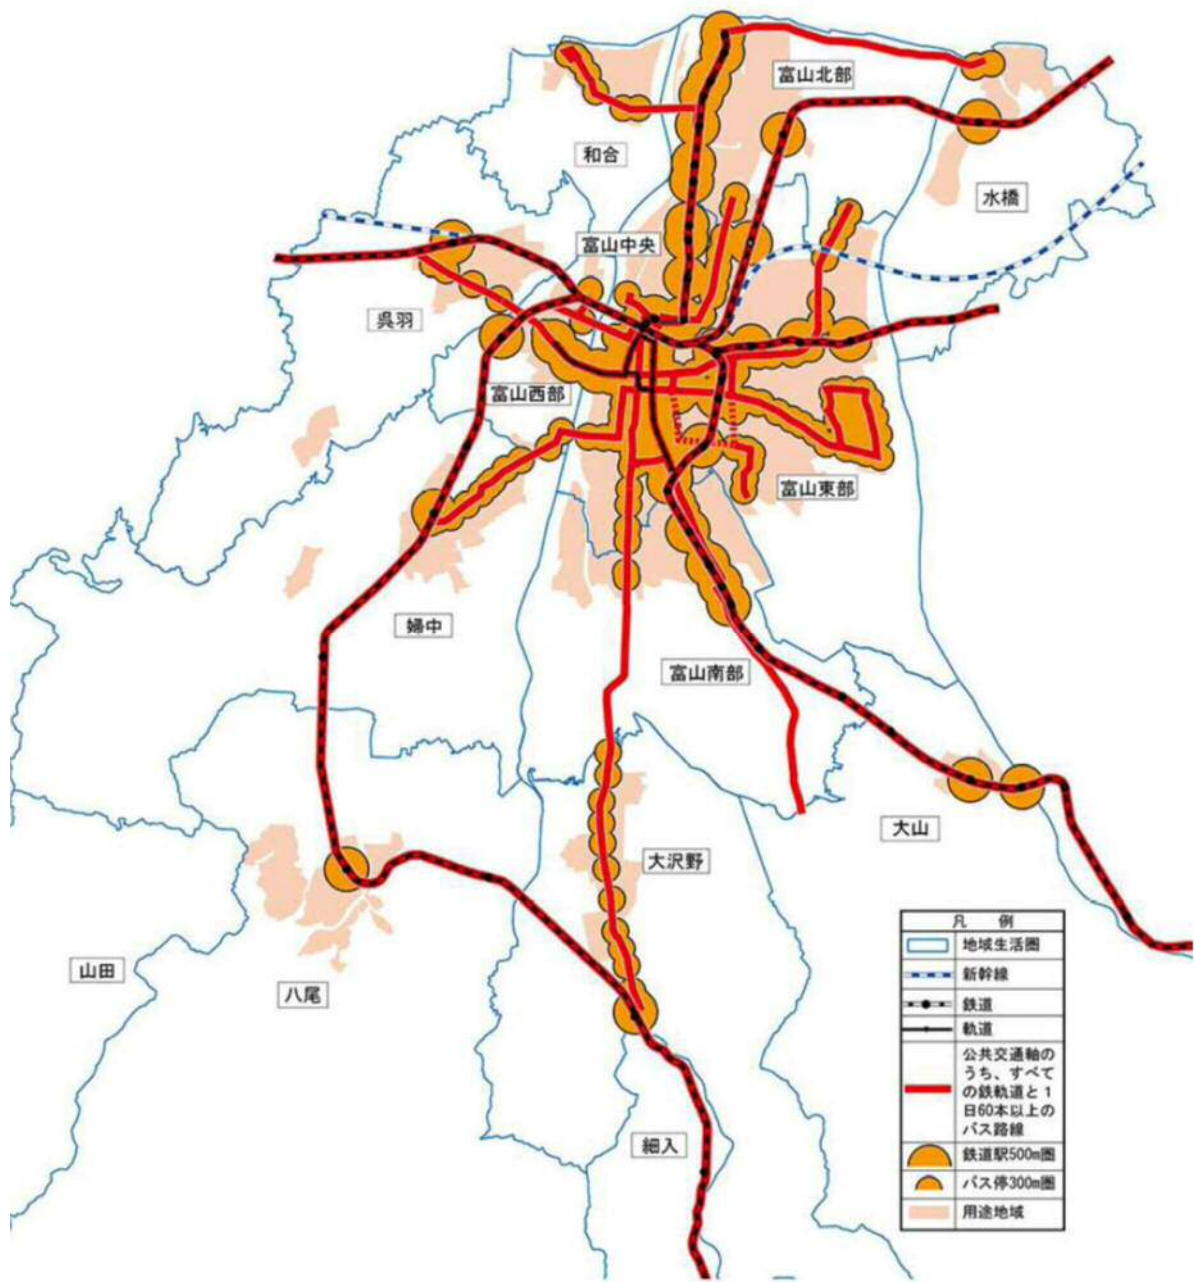 富山北部
和合
水橋
富山中央
呉羽
富山西部
富山東部
婦中
富山南部
大山
大沢野
山田
八尾
細入
凡 例
地域生活圏
新幹線
鉄道
軌道
公共交通軸の
うち、すべて
の鉄軌道と1
日60本以上の
バス路線
鉄道駅500m圏
バス停300m圏
用途地域